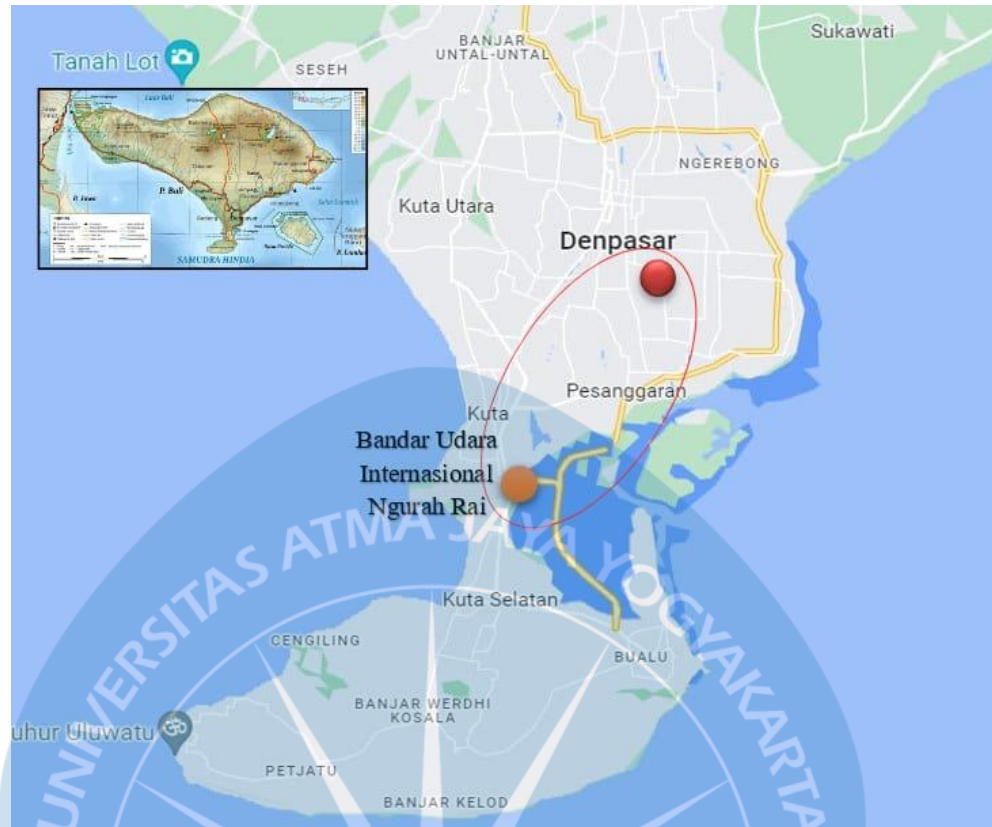 Sukawati
BANJAR
UNTAL-UNTAL
Tanah Lot
SESEH
P. Bali
P. Jawa
SAMUDRA HINDIA
NGEREBONG
Kuta Utara
Denpasar
Pesanggaran
Kuta
Bandar Udara
Internasional
Ngurah Rai
UNIVERSITAS ATMA JAYA YOGYAKARTA
Kuta Selatan
CENGILING
BUALU
BANJAR WERDHI
KOSALA
uhur Uluwatu
PETJATU
BANJAR KELOD